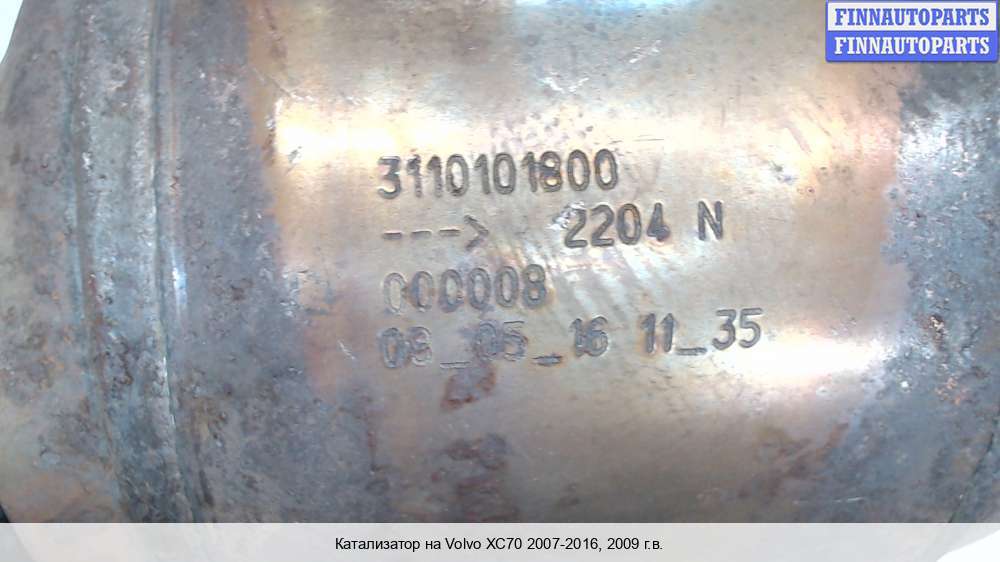 FINNAUTOPARTS
FINNAUTOPARTS
3110101800
---> 2204 N
000008
08_05_16 11_35
Катализатор на Volvo XC70 2007-2016, 2009 г.в.